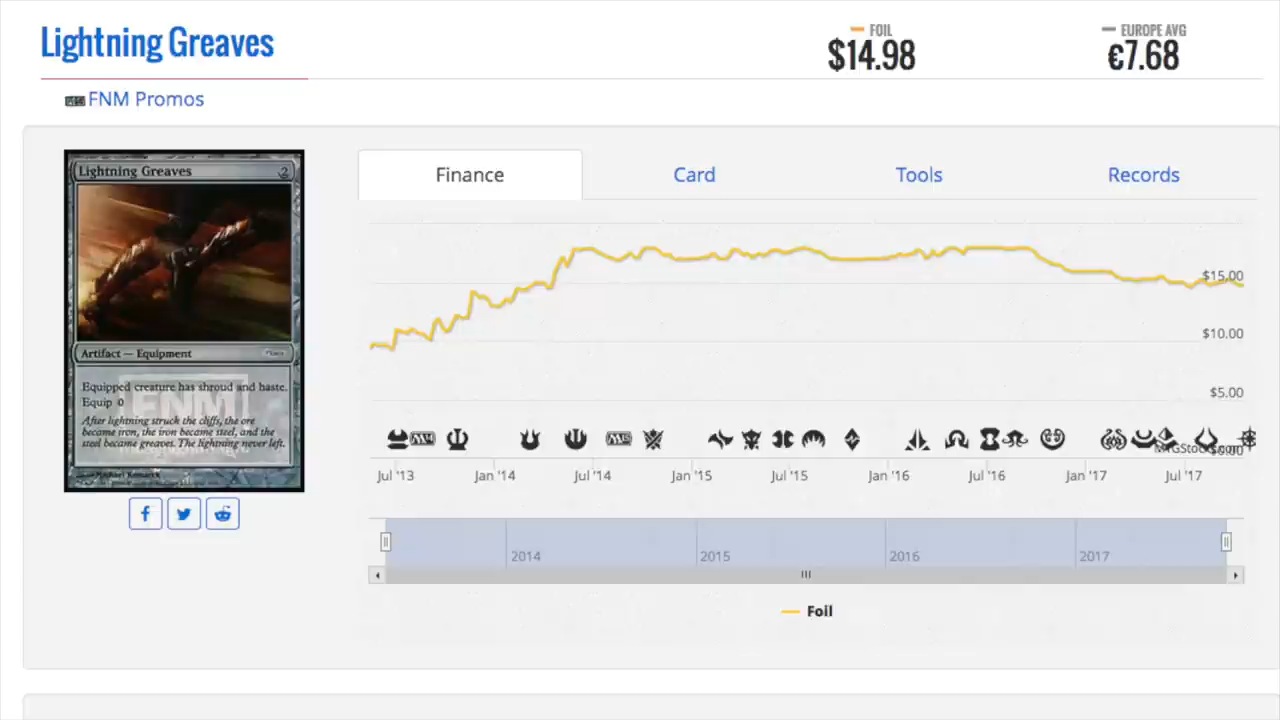 Lightning Greaves
FOIL
$14.98
EUROPE AVG
€7.68
FNM Promos
Lightning Greaves 2
Artifact — Equipment
Equipped creature has shroud and haste.
Equip 0
FNM
After lightning struck the cliffs, the ore
became iron, the iron became steel, and the
steel became greaves. The lightning never left.
Finance
Card
Tools
Records
$15.00
$10.00
$5.00
M14
M15
Jul '13
Jan '14
Jul '14
Jan '15
Jul '15
Jan '16
Jul '16
Jan '17
Jul '17
2014
2015
2016
2017
Foil